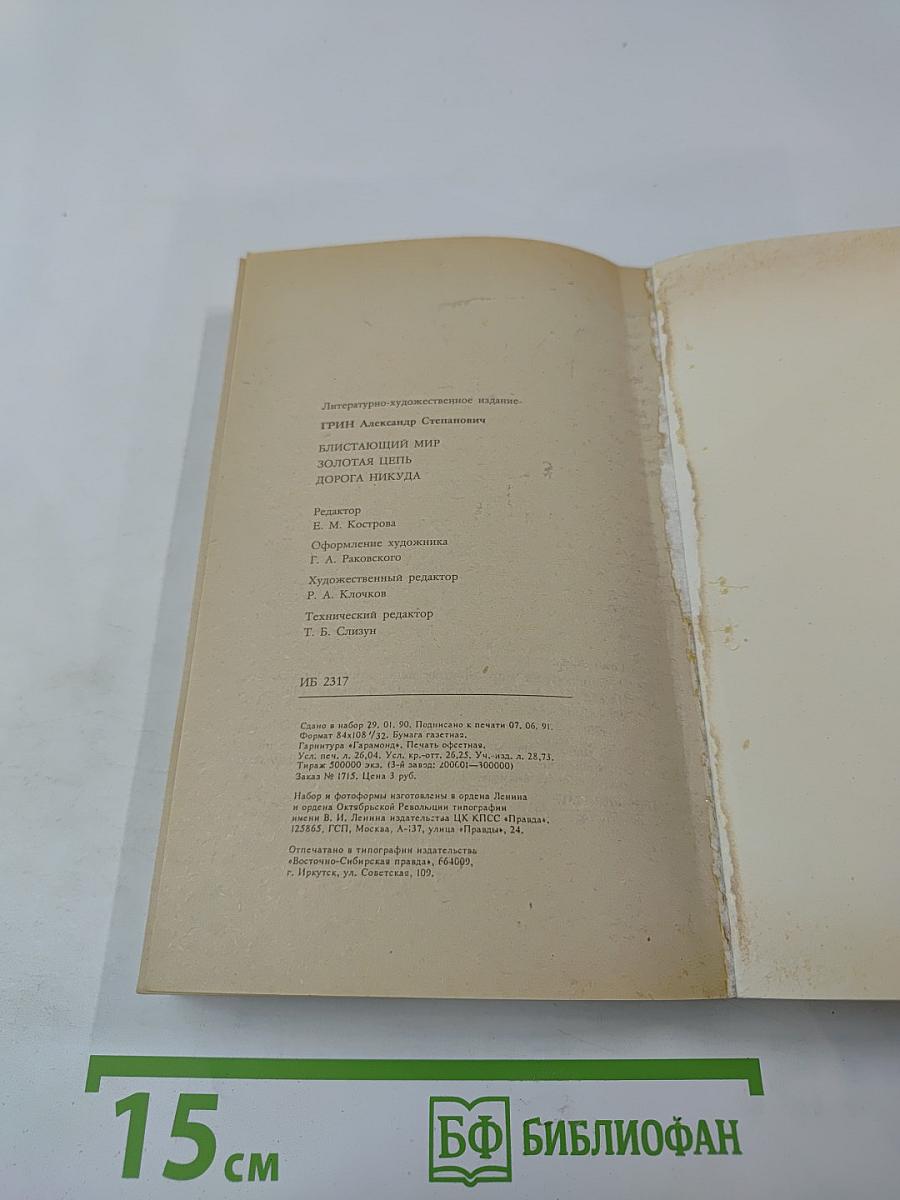 Литературно-художественное издание
ГРИН Александр Степанович
БЛИСТАЮЩИЙ МИР
ЗОЛОТАЯ ЦЕПЬ
ДОРОГА НИКУДА
Редактор
Е. М. Кострова
Оформление художника
Г. А. Раковского
Художественный редактор
Р. А. Клочков
Технический редактор
Т. Б. Слизун
ИБ 2317
Сдано в набор 29. 01. 90. Подписано к печати 07. 06. 91.
Формат 84х108 1/32. Бумага газетная.
Гарнитура «Гарамонд». Печать офсетная.
Усл. печ. л. 26,04. Усл. кр.-отт. 26,25. Уч.-изд. л. 28,73.
Тираж 500000 экз. (3-й завод: 200001—300000)
Заказ № 1715. Цена 3 руб.
Набор и фотоформы изготовлены в ордена Ленина
и ордена Октябрьской Революции типографии
имени В. И. Ленина издательства ЦК КПСС «Правда».
125865, ГСП, Москва, А-137, улица «Правды», 24.
Отпечатано в типографии издательства
«Восточно-Сибирская правда», 664009,
г. Иркутск, ул. Советская, 109.
15 см
БФ БИБЛИОФАН